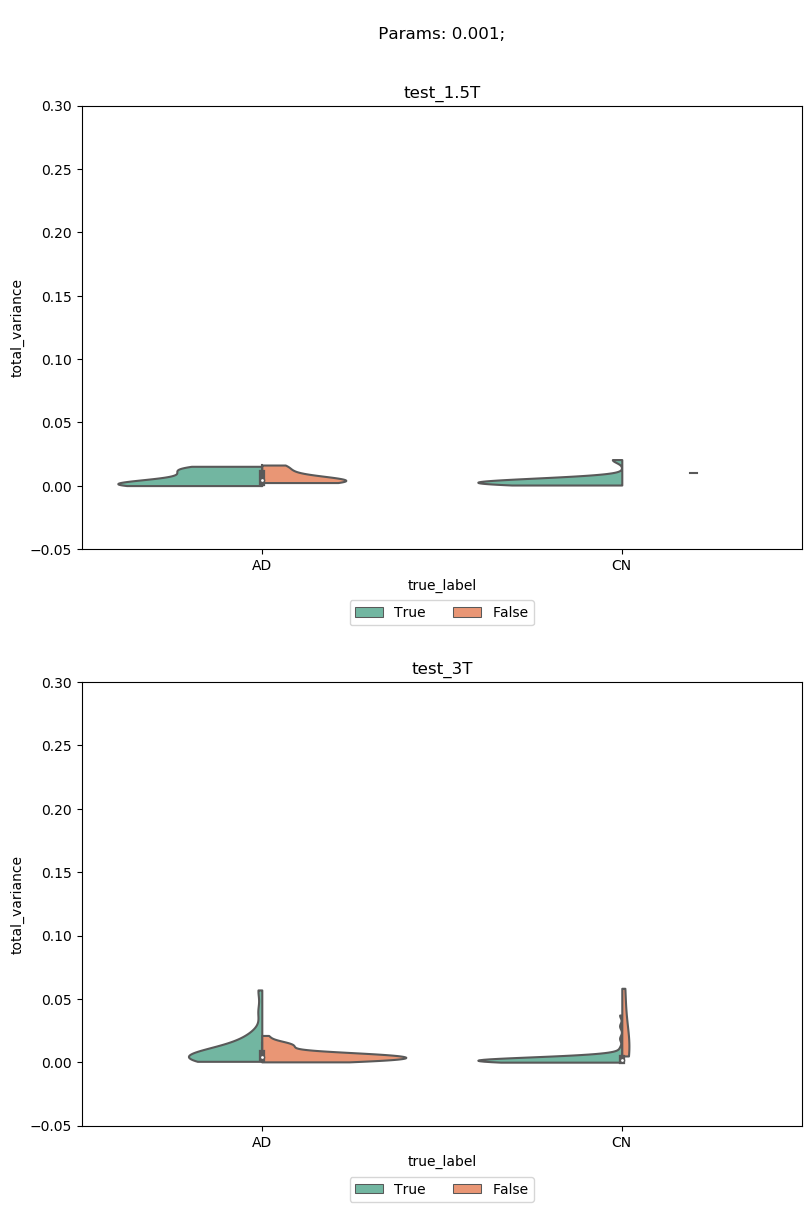 Params: 0.001;
test_1.5T
0.30
0.25
0.20
0.15
0.10
0.05
0.00
−0.05
total_variance
AD CN
true_label
True False
test_3T
0.30
0.25
0.20
0.15
0.10
0.05
0.00
−0.05
total_variance
AD CN
true_label
True False